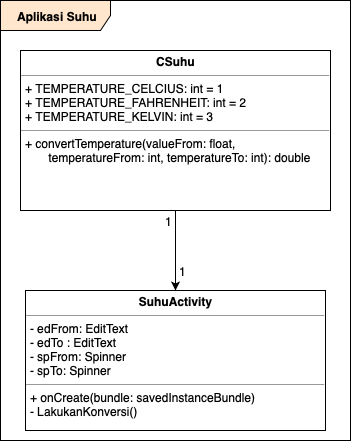 Aplikasi Suhu
CSuhu
+ TEMPERATURE_CELCIUS: int = 1
+ TEMPERATURE_FAHRENHEIT: int = 2
+ TEMPERATURE_KELVIN: int = 3
+ convertTemperature(valueFrom: float,
temperatureFrom: int, temperatureTo: int): double
1
1
SuhuActivity
- edFrom: EditText
- edTo : EditText
- spFrom: Spinner
- spTo: Spinner
+ onCreate(bundle: savedInstanceBundle)
- LakukanKonversi()